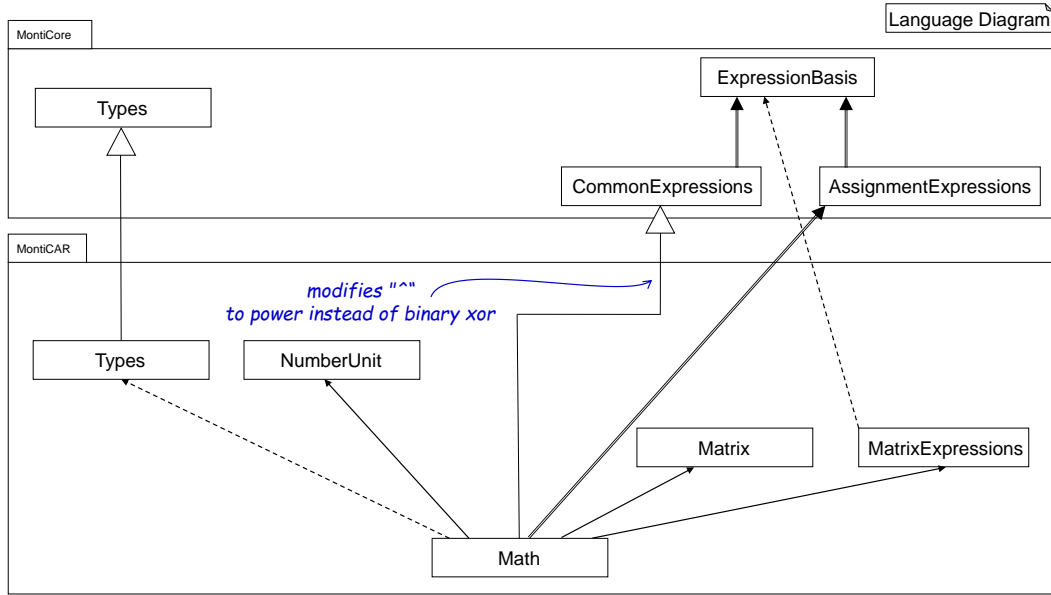 Language Diagram
MontiCore
ExpressionBasis
Types
CommonExpressions
AssignmentExpressions
MontiCAR
modifies "^"
to power instead of binary xor
Types
NumberUnit
Matrix
MatrixExpressions
Math